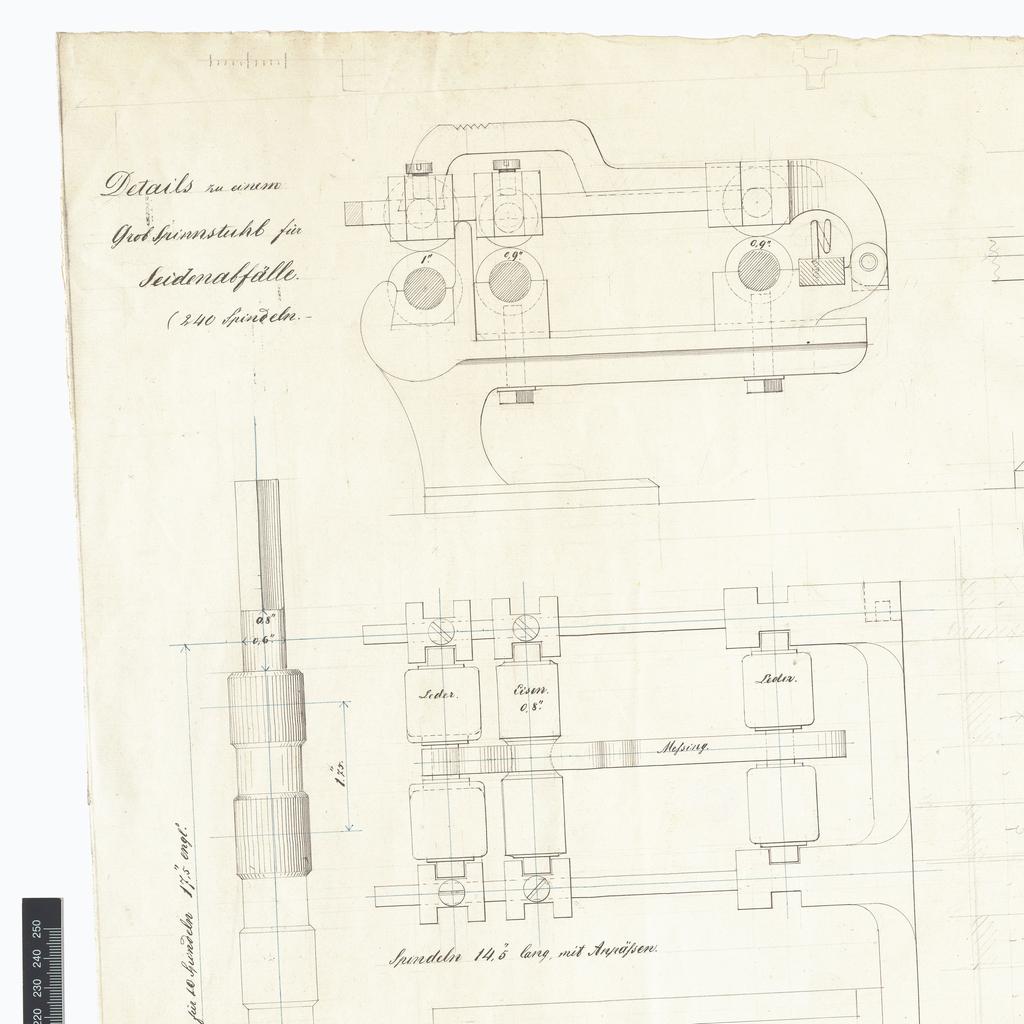 Details zu einem
Grob Spinnstuhl für
Seidenabfälle.
(240 Spindeln.-
1"
0,9"
0,9"
0,8"
0,6"
1,75"
Leder.
Eisen.
0,8".
Leder.
Meßing.
für 10 Spindeln 17,5" engl.
Spindeln 14,5" lang, mit
250
240
230
220